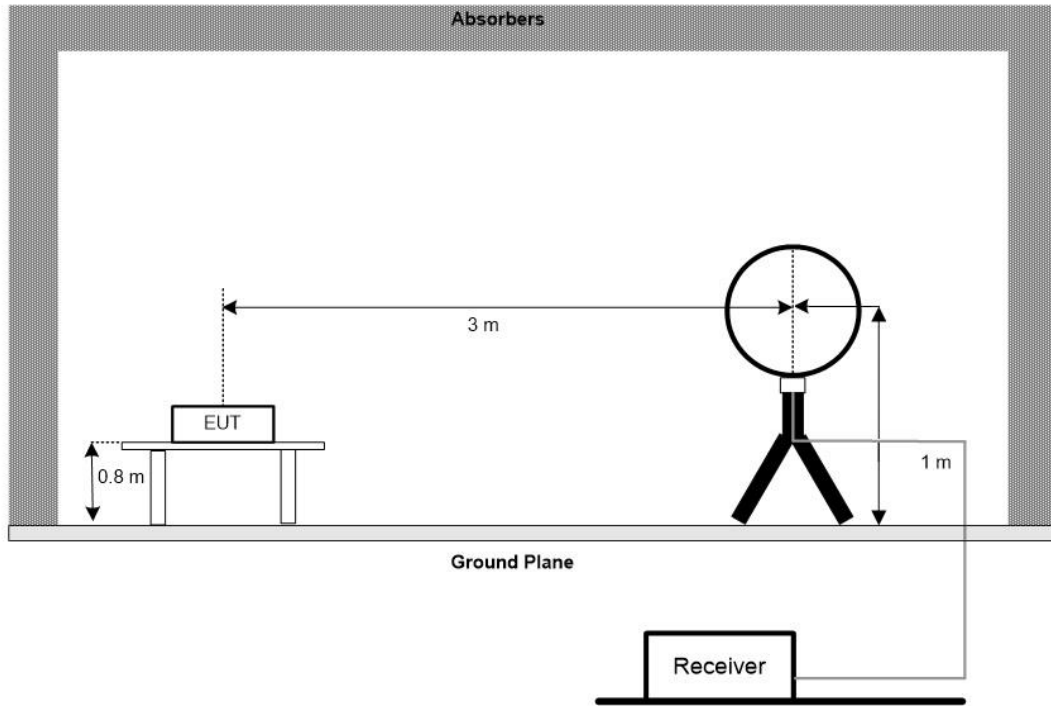 Absorbers
3 m
EUT
0.8 m
1 m
Ground Plane
Receiver